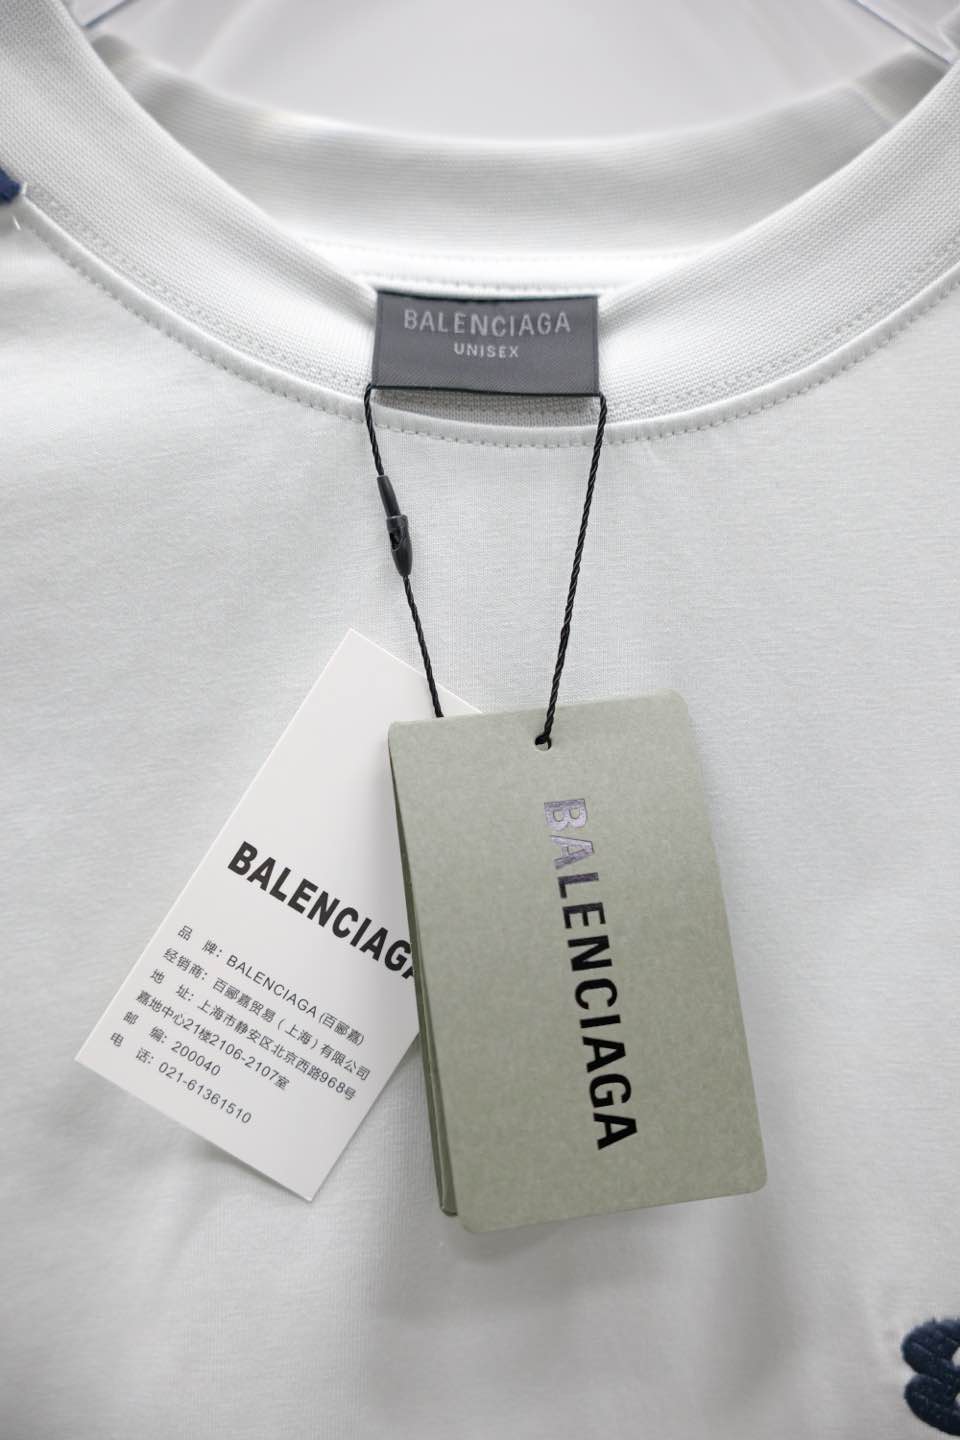 BALENCIAGA
UNISEX
BALENCIAGA
品 牌: BALENCIAGA (百郦嘉)
经销商: 百郦嘉贸易（上海）有限公司
地 址: 上海市静安区北京西路968号
嘉地中心21楼2106-2107室
邮 编: 200040
电 话: 021-61361510
BALENCIAGA